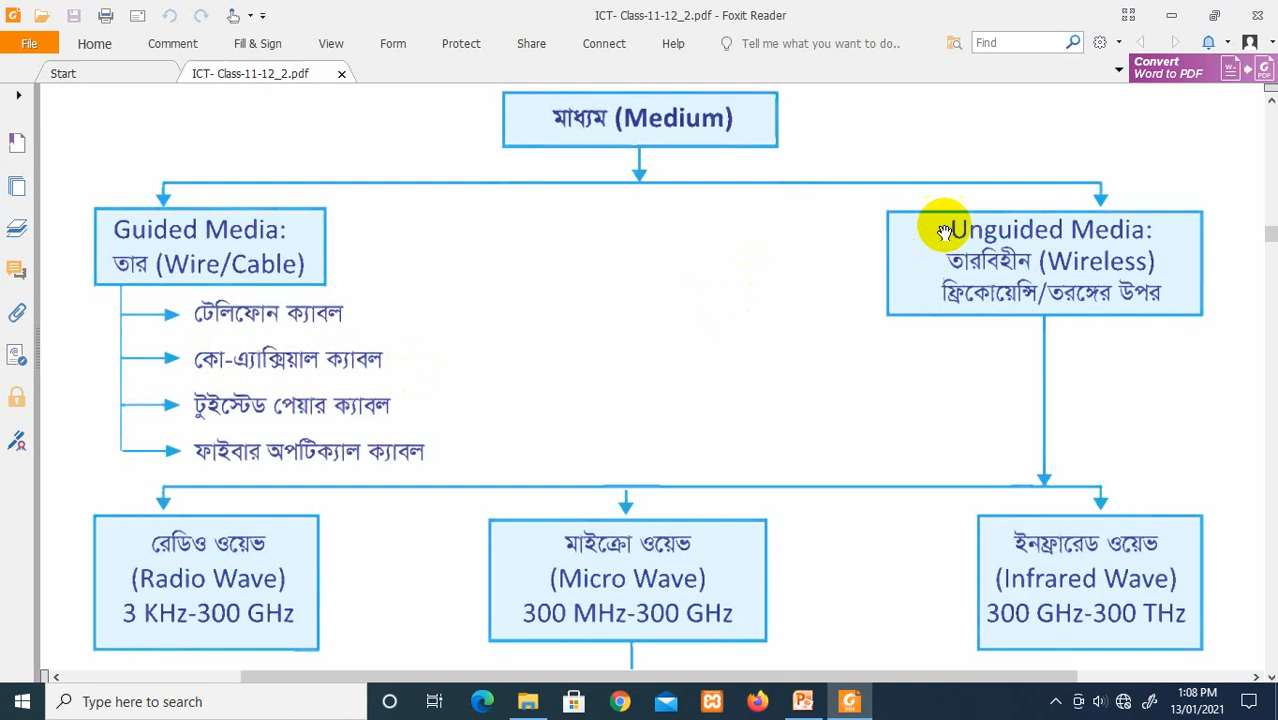 ICT- Class-11-12_2.pdf - Foxit Reader
File Home Comment Fill & Sign View Form Protect Share Connect Help Tell me what you want to do.. Find
Start ICT- Class-11-12_2.pdf
Convert
Word to PDF
মাধ্যম (Medium)
Guided Media:
তার (Wire/Cable)
টেলিফোন ক্যাবল
কো-এ্যাক্সিয়াল ক্যাবল
টুইস্টেড পেয়ার ক্যাবল
ফাইবার অপটিক্যাল ক্যাবল
Unguided Media:
তারবিহীন (Wireless)
ফ্রিকোয়েন্সি/তরঙ্গের উপর
রেডিও ওয়েভ
(Radio Wave)
3 KHz-300 GHz
মাইক্রো ওয়েভ
(Micro Wave)
300 MHz-300 GHz
ইনফ্রারেড ওয়েভ
(Infrared Wave)
300 GHz-300 THz
Type here to search
1:08 PM
13/01/2021